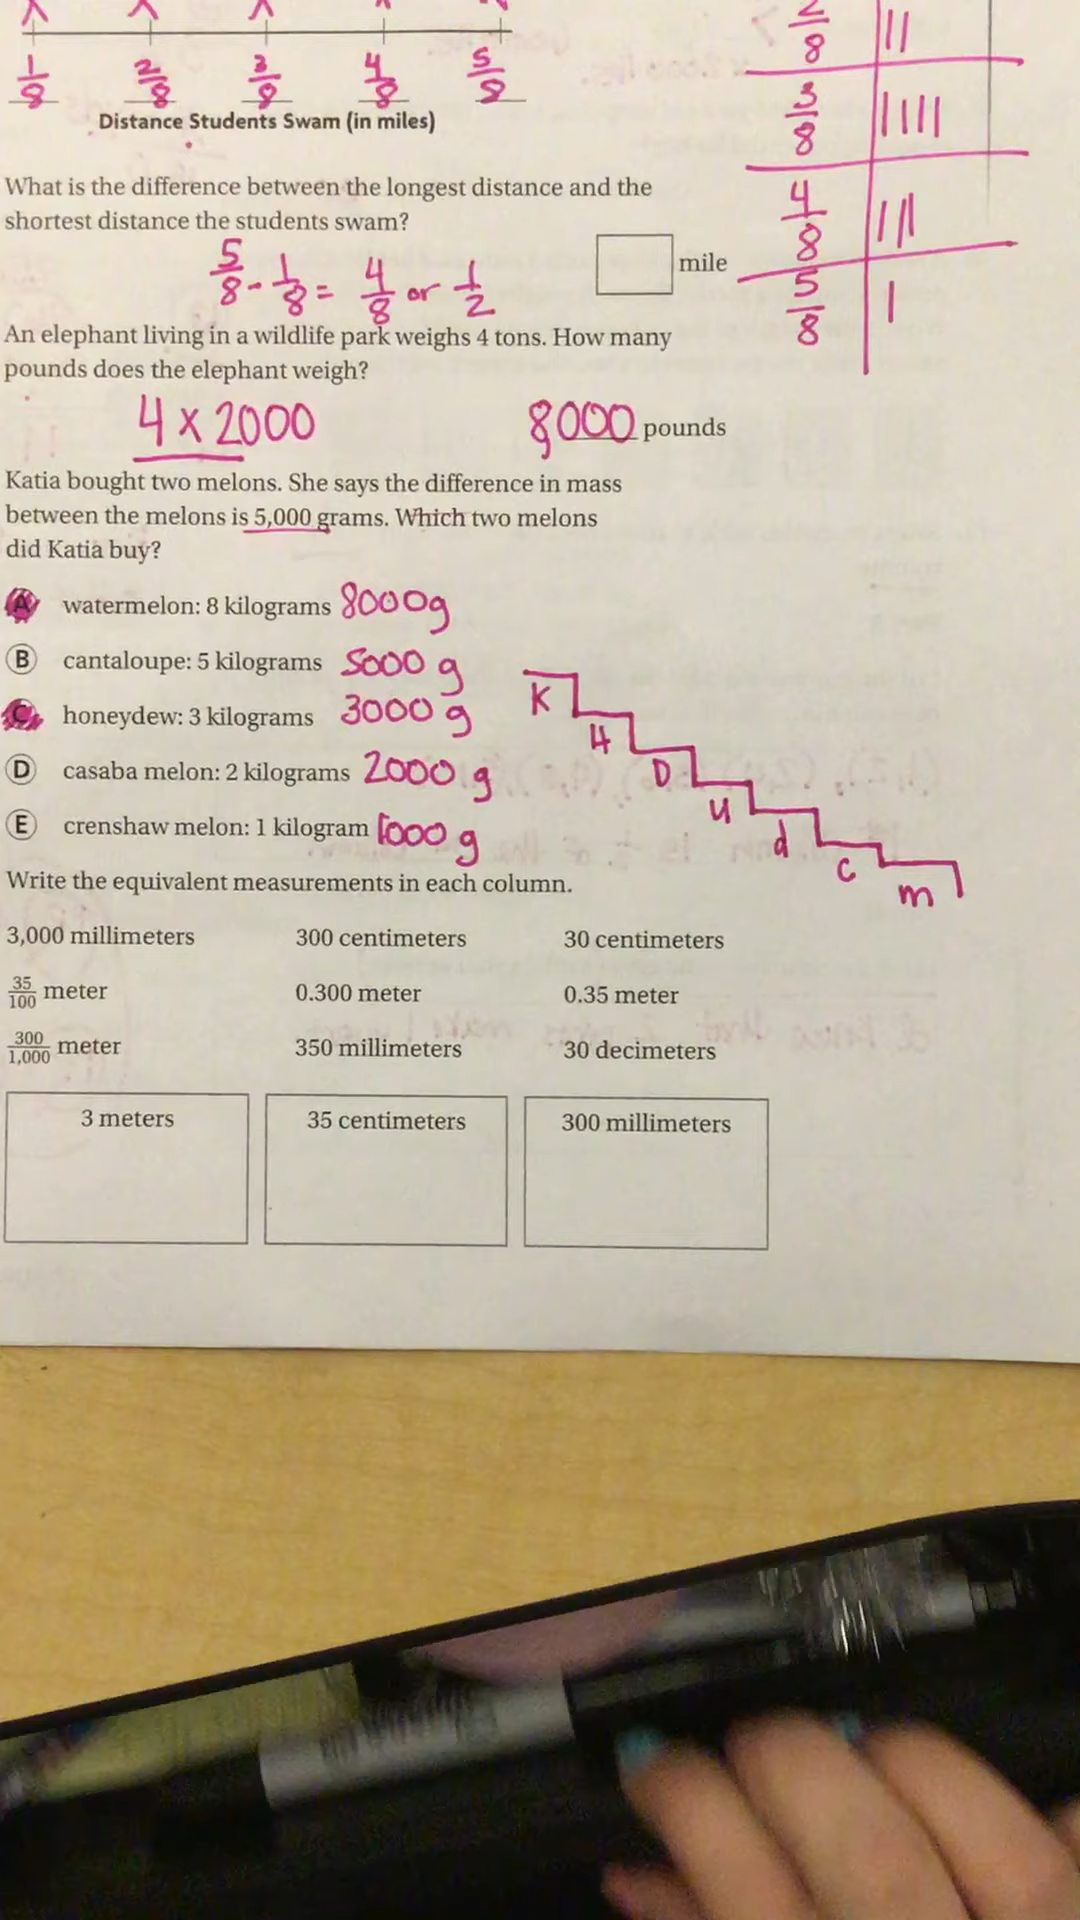 1/8 2/8 3/8 4/8 5/8
Distance Students Swam (in miles)
2/8 ||
3/8 ||||
4/8 |||
5/8 |
What is the difference between the longest distance and the
shortest distance the students swam?
5/8 - 1/8 = 4/8 or 1/2
mile
An elephant living in a wildlife park weighs 4 tons. How many
pounds does the elephant weigh?
4 x 2000
8000 pounds
Katia bought two melons. She says the difference in mass
between the melons is 5,000 grams. Which two melons
did Katia buy?
A watermelon: 8 kilograms 8000g
B cantaloupe: 5 kilograms 5000 g
C honeydew: 3 kilograms 3000 g
D casaba melon: 2 kilograms 2000 g
E crenshaw melon: 1 kilogram 1000 g
K
H
D
U
d
c
m
Write the equivalent measurements in each column.
3,000 millimeters 300 centimeters 30 centimeters
35/100 meter 0.300 meter 0.35 meter
300/1,000 meter 350 millimeters 30 decimeters
3 meters 35 centimeters 300 millimeters